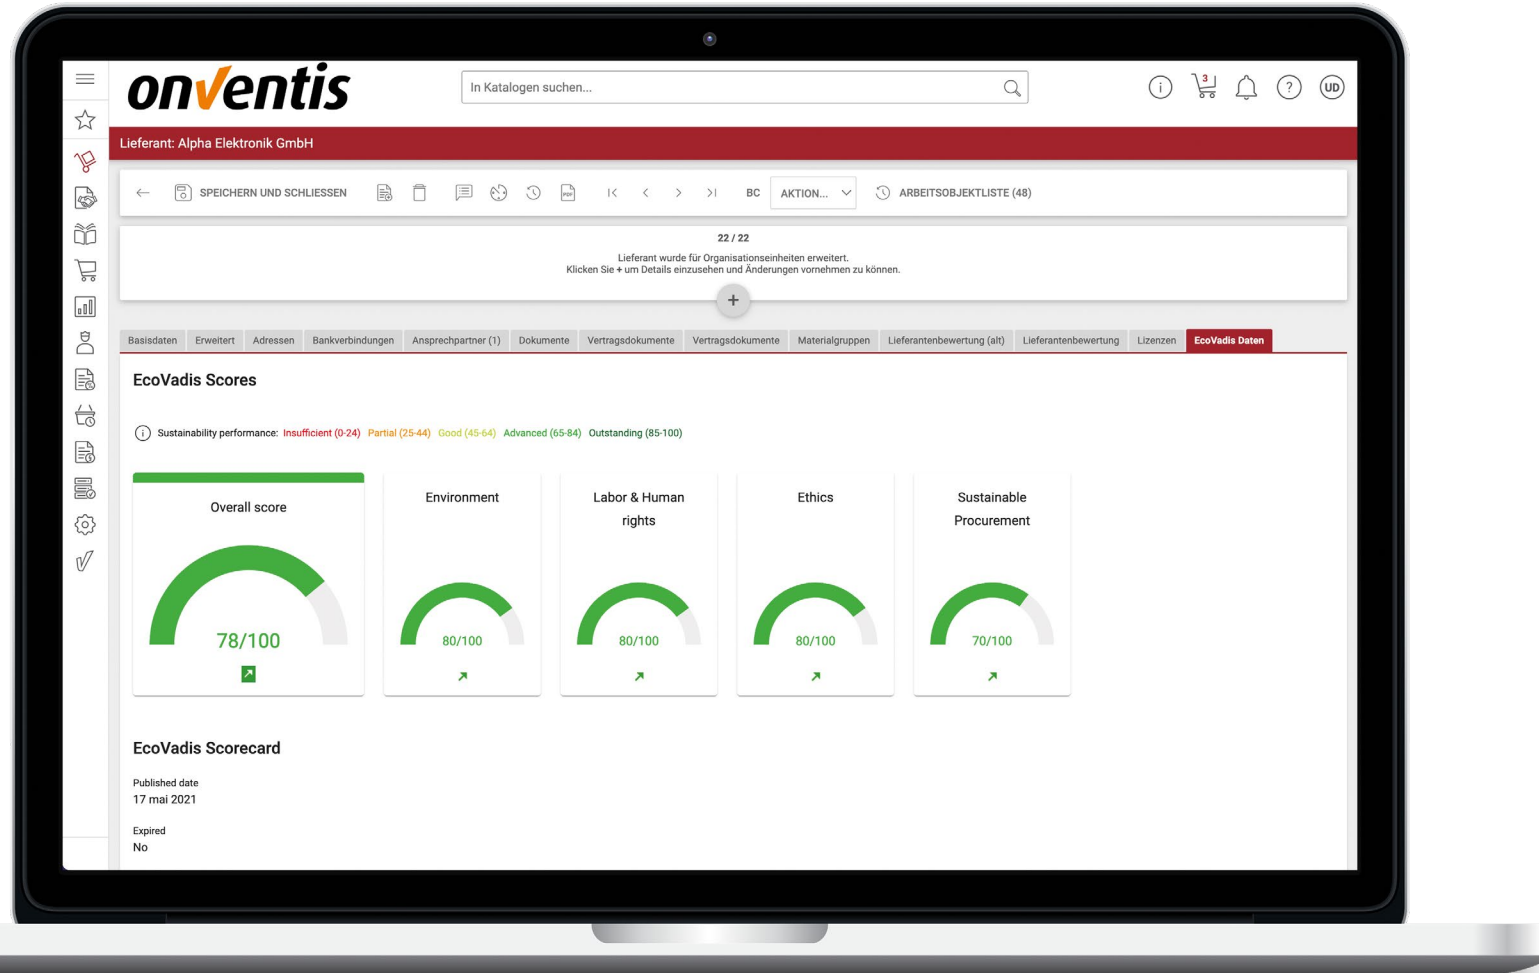 onventis
In Katalogen suchen...
i
3
?
UD
Lieferant: Alpha Elektronik GmbH
SPEICHERN UND SCHLIESSEN
PDF
BC
AKTION...
ARBEITSOBJEKTLISTE (48)
22 / 22
Lieferant wurde für Organisationseinheiten erweitert.
Klicken Sie + um Details einzusehen und Änderungen vornehmen zu können.
+
Basisdaten Erweitert Adressen Bankverbindungen Ansprechpartner (1) Dokumente Vertragsdokumente Vertragsdokumente Materialgruppen Lieferantenbewertung (alt) Lieferantenbewertung Lizenzen EcoVadis Daten
EcoVadis Scores
i Sustainability performance: Insufficient (0-24) Partial (25-44) Good (45-64) Advanced (65-84) Outstanding (85-100)
Overall score
78/100
Environment
80/100
Labor & Human
rights
80/100
Ethics
80/100
Sustainable
Procurement
70/100
EcoVadis Scorecard
Published date
17 mai 2021
Expired
No